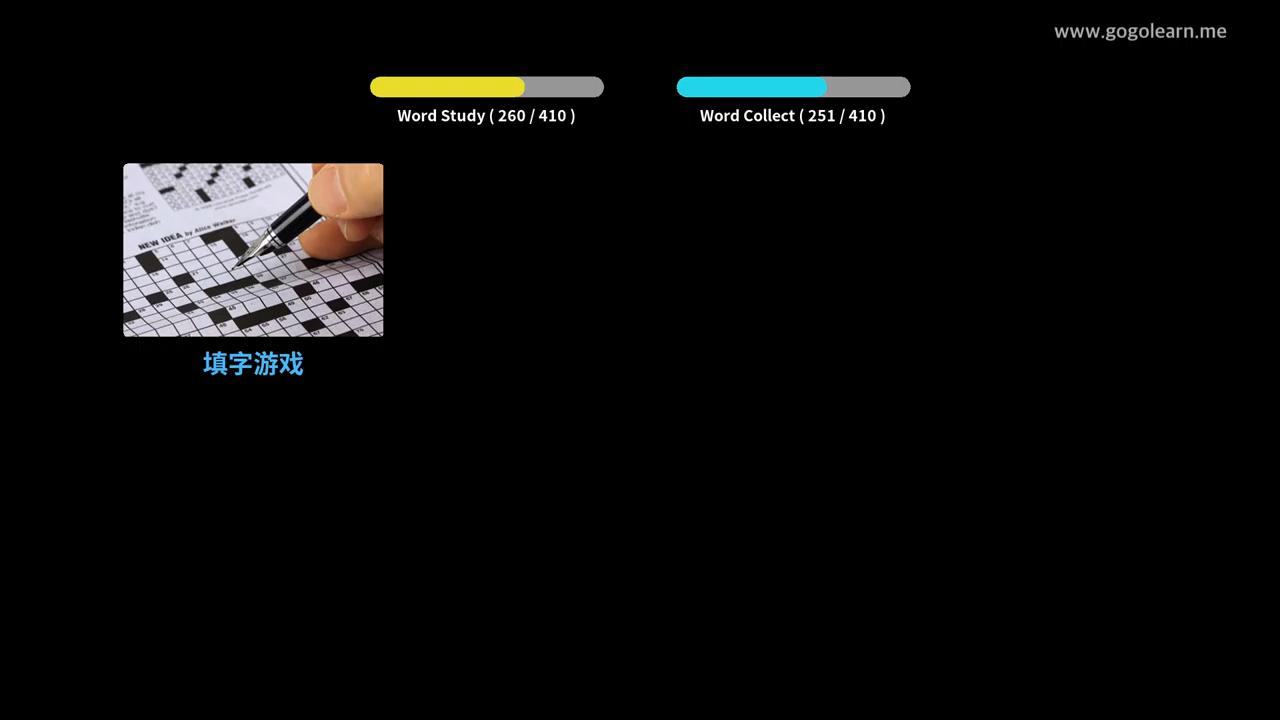 www.gogolearn.me
Word Study ( 260 / 410 )
Word Collect ( 251 / 410 )
NEW IDEA by Alice Walker
填字游戏